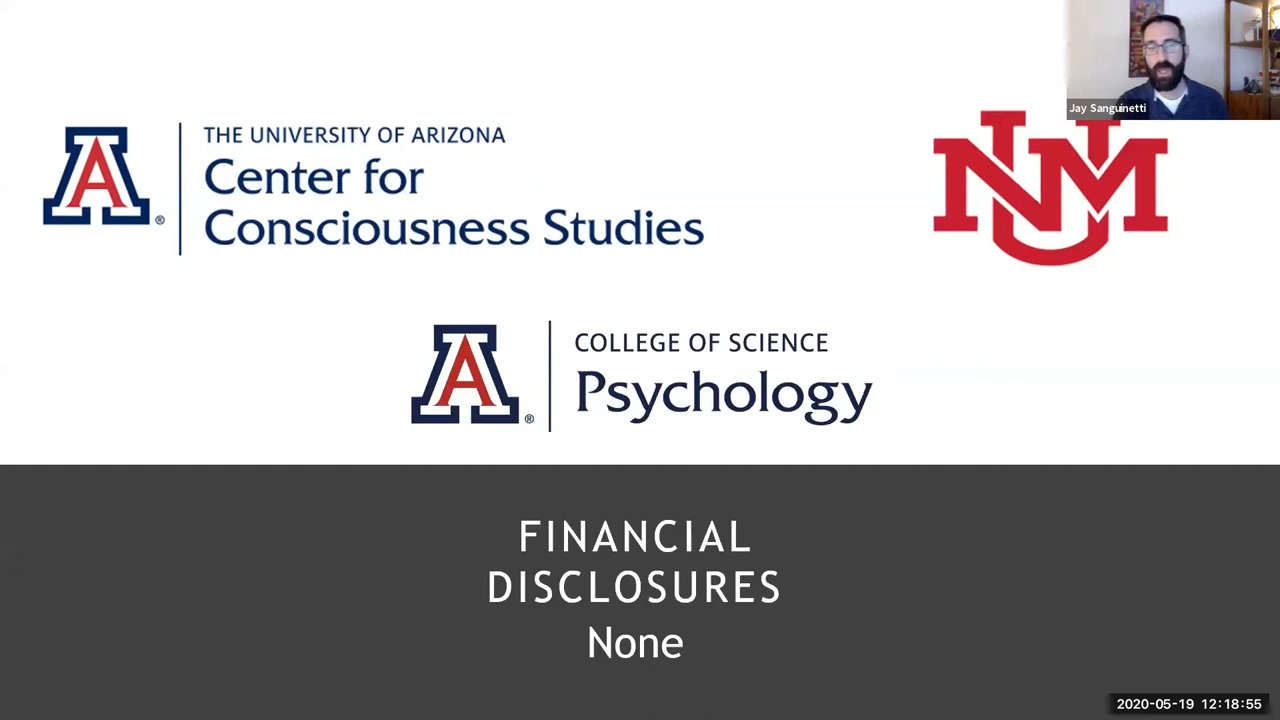 Jay Sanguinetti
THE UNIVERSITY OF ARIZONA
Center for
Consciousness Studies
A
®
UNM
COLLEGE OF SCIENCE
Psychology
A
®
FINANCIAL
DISCLOSURES
None
2020-05-19 12:18:55